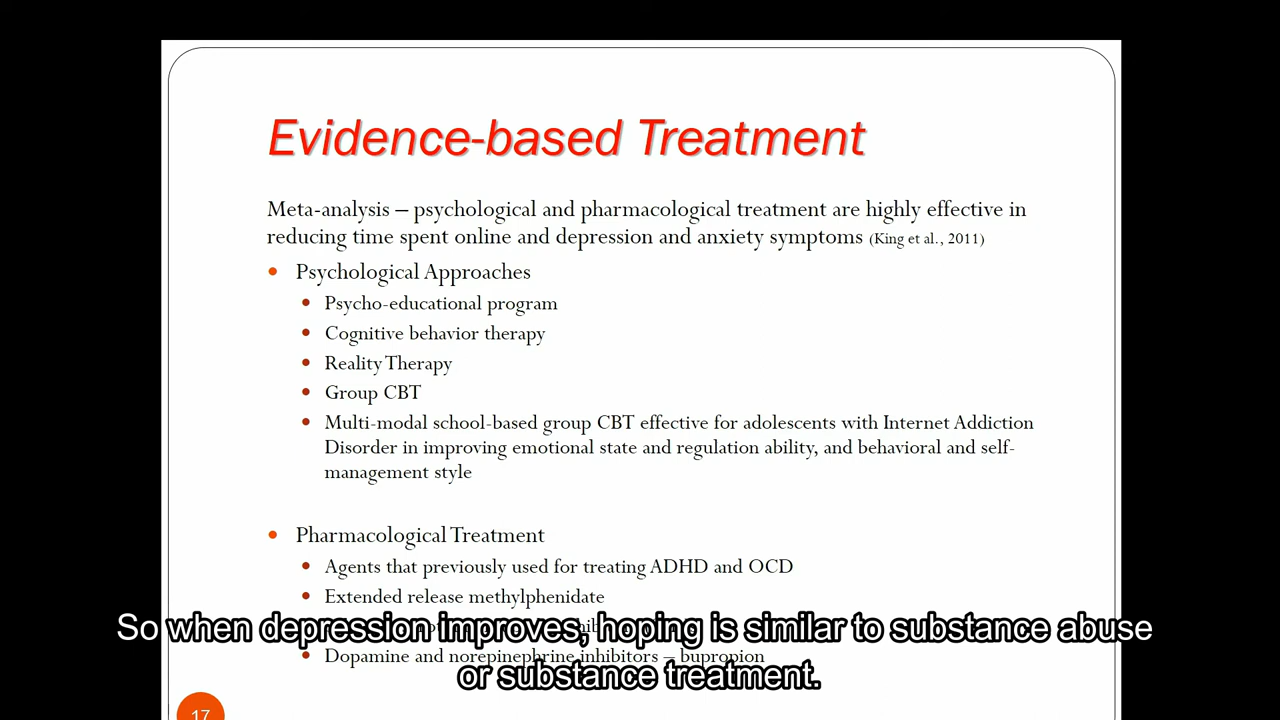 Evidence-based Treatment
Meta-analysis – psychological and pharmacological treatment are highly effective in
reducing time spent online and depression and anxiety symptoms (King et al., 2011)
• Psychological Approaches
• Psycho-educational program
• Cognitive behavior therapy
• Reality Therapy
• Group CBT
• Multi-modal school-based group CBT effective for adolescents with Internet Addiction
Disorder in improving emotional state and regulation ability, and behavioral and self-
management style
• Pharmacological Treatment
• Agents that previously used for treating ADHD and OCD
• Extended release methylphenidate
• Dopamine and norepinephrine inhibitors – bupropion
So when depression improves, hoping is similar to substance abuse
or substance treatment.
17